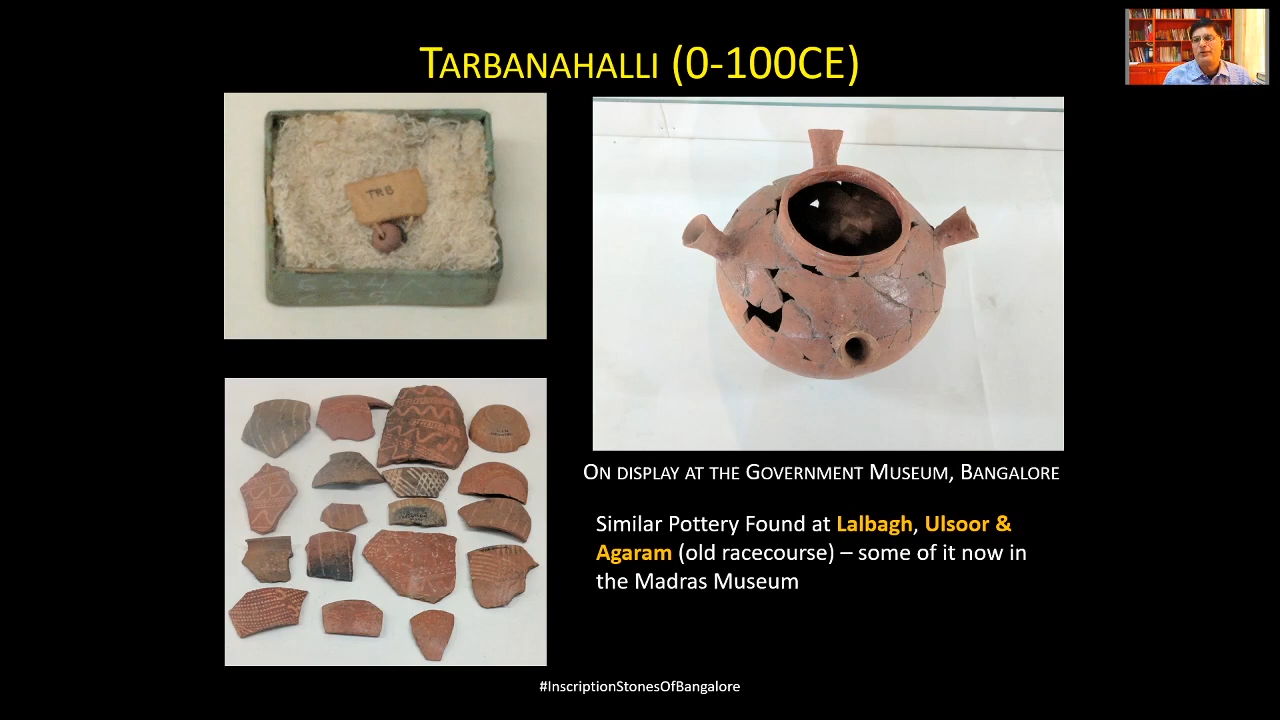 TARBANAHALLI (0-100CE)
TRB
ON DISPLAY AT THE GOVERNMENT MUSEUM, BANGALORE
Similar Pottery Found at Lalbagh, Ulsoor &
Agaram (old racecourse) – some of it now in
the Madras Museum
#InscriptionStonesOfBangalore